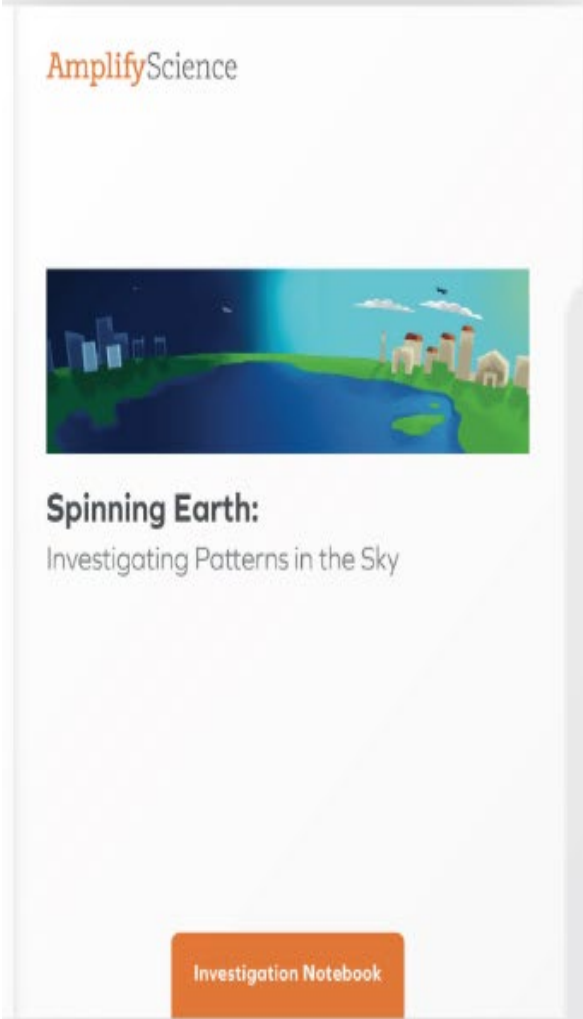 AmplifyScience
Spinning Earth:
Investigating Patterns in the Sky
Investigation Notebook